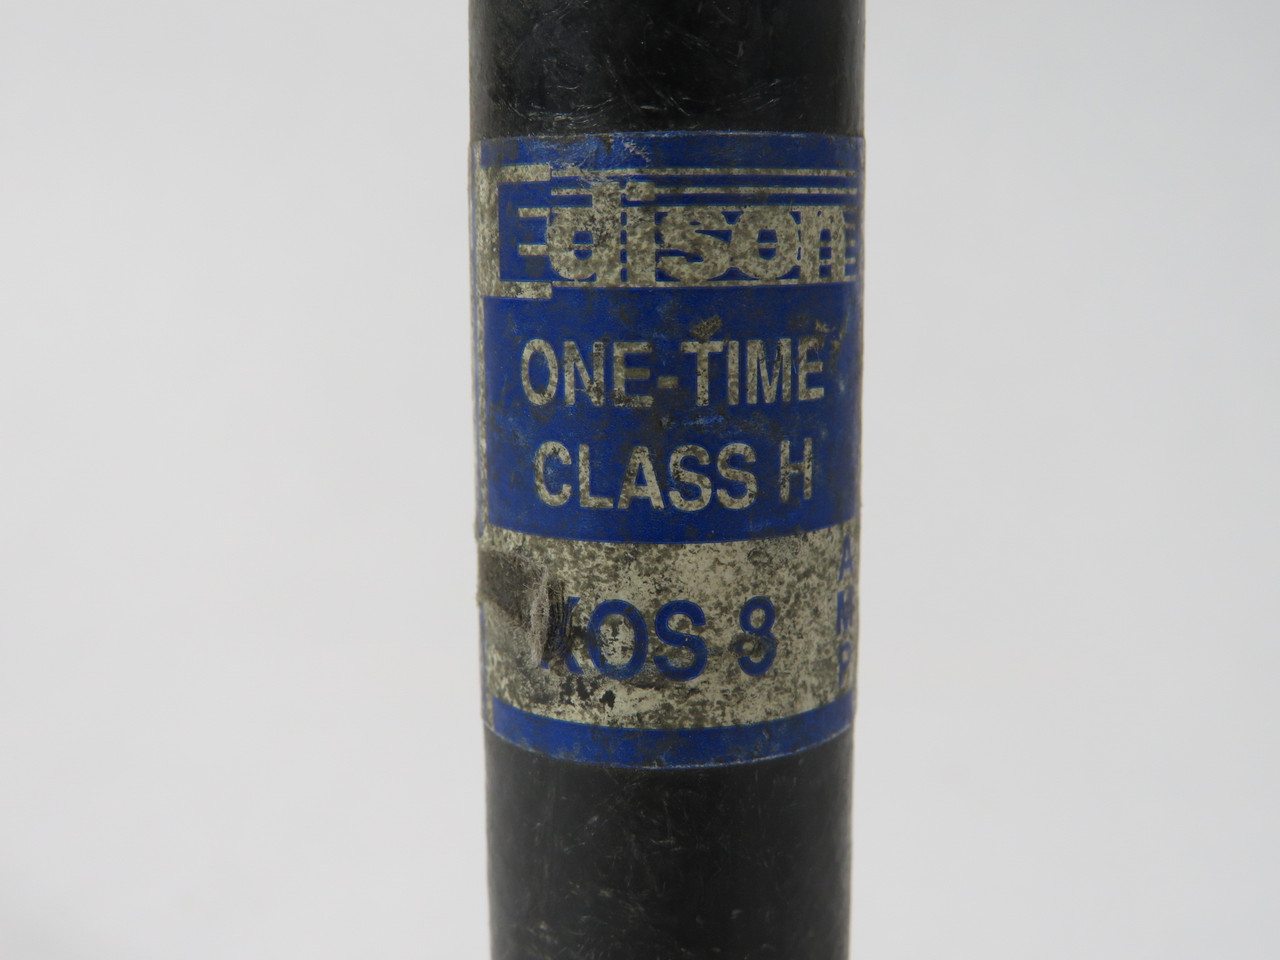 Edison
ONE-TIME
CLASS H
KOS 8
AMP